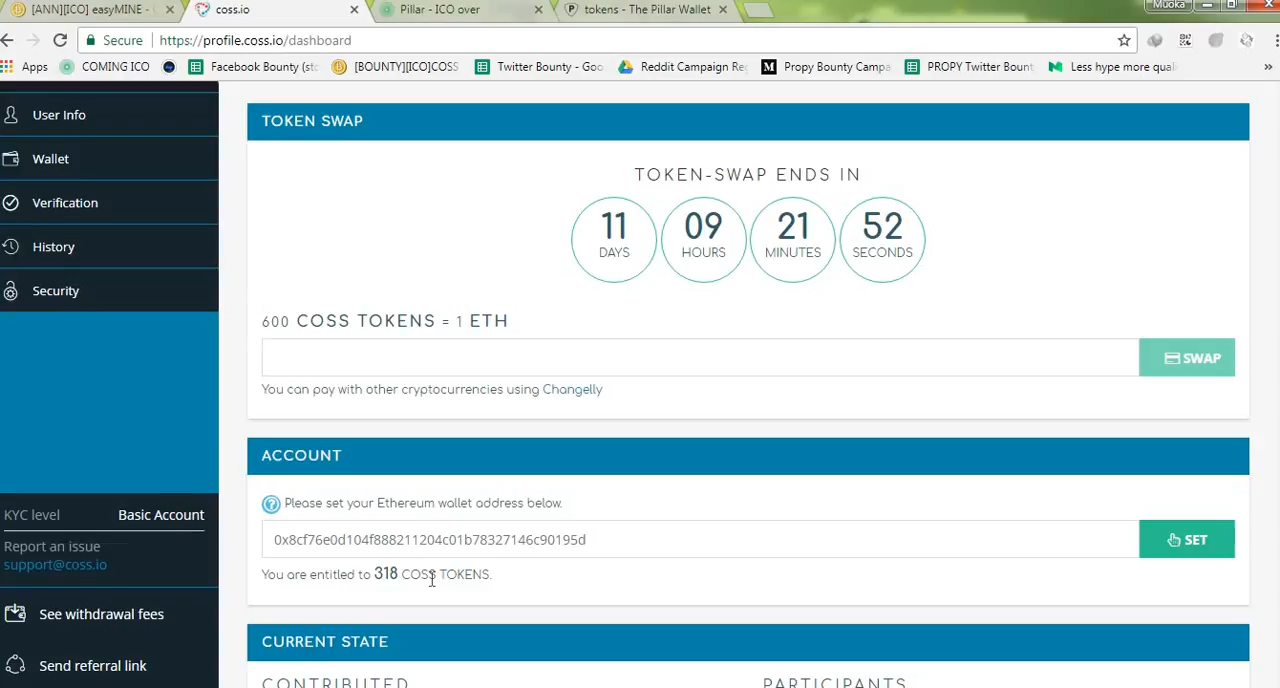 Muoka
[ANN][ICO] easyMINE -
coss.io
Pillar - ICO over
tokens - The Pillar Wallet
Secure https://profile.coss.io/dashboard
Apps COMING ICO Facebook Bounty (stc [BOUNTY][ICO]COSS Twitter Bounty - Goo Reddit Campaign Reg Propy Bounty Campa PROPY Twitter Bount Less hype more quali »
User Info
Wallet
Verification
History
Security
KYC level Basic Account
Report an issue
support@coss.io
See withdrawal fees
Send referral link
TOKEN SWAP
TOKEN-SWAP ENDS IN
11 09 21 52
DAYS HOURS MINUTES SECONDS
600 COSS TOKENS = 1 ETH
SWAP
You can pay with other cryptocurrencies using Changelly
ACCOUNT
Please set your Ethereum wallet address below.
0x8cf76e0d104f888211204c01b78327146c90195d
SET
You are entitled to 318 COSS TOKENS.
CURRENT STATE
CONTRIBUTED PARTICIPANTS